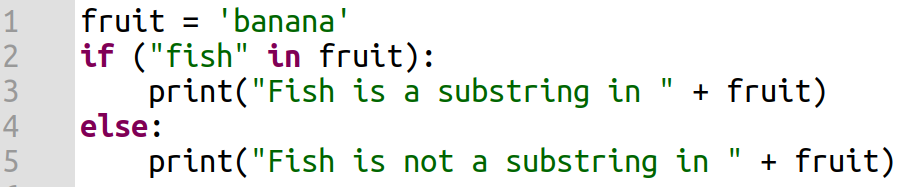 1 fruit = 'banana'
2 if ("fish" in fruit):
3     print("Fish is a substring in " + fruit)
4 else:
5     print("Fish is not a substring in " + fruit)